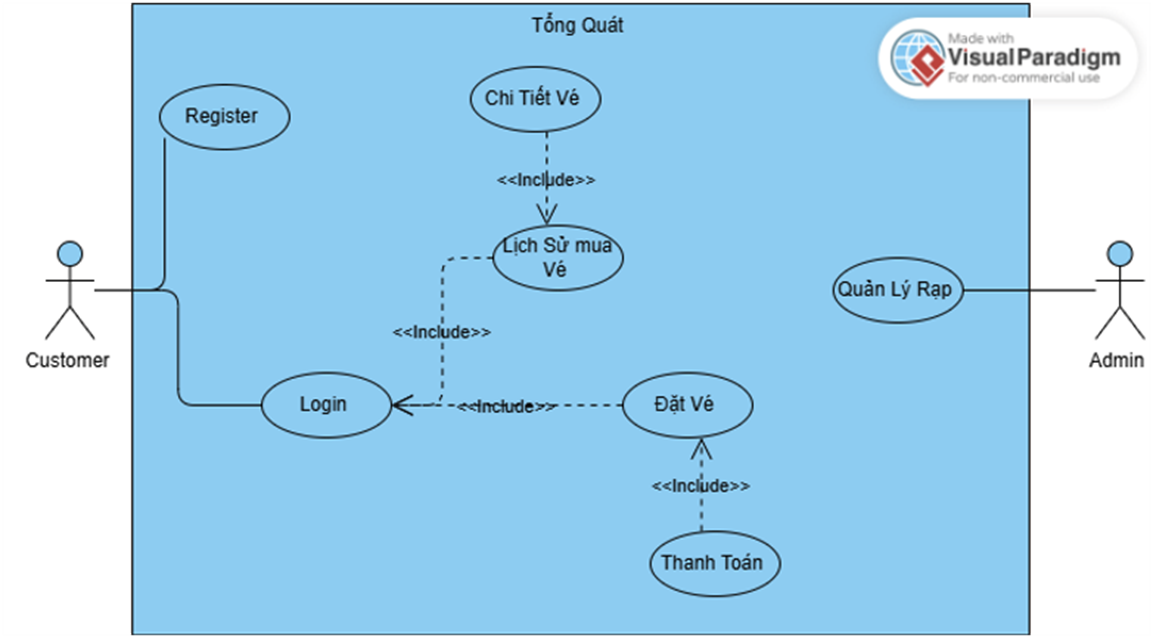 Tổng Quát
Made with
Visual Paradigm
For non-commercial use
Chi Tiết Vé
Register
<<Include>>
Lịch Sử mua
Vé
Quản Lý Rạp
<<Include>>
Customer
Admin
Login
<<Include>>
Đặt Vé
<<Include>>
Thanh Toán